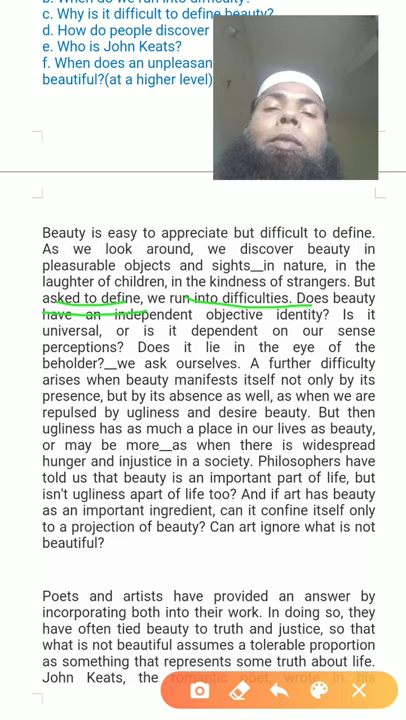 b. When do we run into difficulty?
c. Why is it difficult to define beauty?
d. How do people discover
e. Who is John Keats?
f. When does an unpleasan
beautiful?(at a higher level)
Beauty is easy to appreciate but difficult to define.
As we look around, we discover beauty in
pleasurable objects and sights__in nature, in the
laughter of children, in the kindness of strangers. But
asked to define, we run into difficulties. Does beauty
have an independent objective identity? Is it
universal, or is it dependent on our sense
perceptions? Does it lie in the eye of the
beholder?__we ask ourselves. A further difficulty
arises when beauty manifests itself not only by its
presence, but by its absence as well, as when we are
repulsed by ugliness and desire beauty. But then
ugliness has as much a place in our lives as beauty,
or may be more__as when there is widespread
hunger and injustice in a society. Philosophers have
told us that beauty is an important part of life, but
isn't ugliness apart of life too? And if art has beauty
as an important ingredient, can it confine itself only
to a projection of beauty? Can art ignore what is not
beautiful?
Poets and artists have provided an answer by
incorporating both into their work. In doing so, they
have often tied beauty to truth and justice, so that
what is not beautiful assumes a tolerable proportion
as something that represents some truth about life.
John Keats, the romantic poet, wrote in his